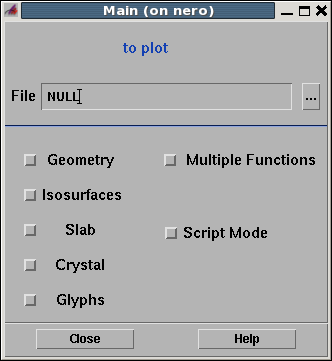 Main (on nero)
to plot
File NULL ...
Geometry Multiple Functions
Isosurfaces
Slab Script Mode
Crystal
Glyphs
Close Help